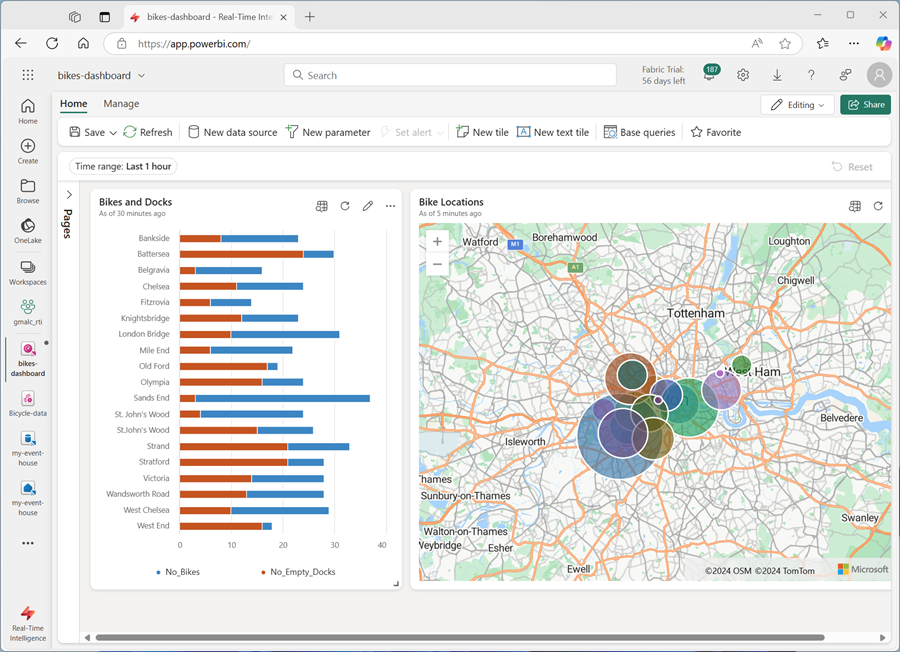 bikes-dashboard - Real-Time Inte
https://app.powerbi.com/
bikes-dashboard
Search
Fabric Trial:
56 days left
187
Home
Manage
Editing
Share
Save
Refresh
New data source
New parameter
Set alert
New tile
New text tile
Base queries
Favorite
Time range: Last 1 hour
Reset
Home
Create
Browse
OneLake
Workspaces
gmalc_rti
bikes-
dashboard
Bicycle-data
my-event-
house
my-event-
house
Real-Time
Intelligence
Pages
Bikes and Docks
As of 30 minutes ago
Bankside
Battersea
Belgravia
Chelsea
Fitzrovia
Knightsbridge
London Bridge
Mile End
Old Ford
Olympia
Sands End
St. John's Wood
St.John's Wood
Strand
Stratford
Victoria
Wandsworth Road
West Chelsea
West End
0 10 20 30 40
No_Bikes No_Empty_Docks
Bike Locations
As of 5 minutes ago
Watford
M1
Borehamwood
Loughton
A1
Chigwell
Tottenham
West Ham
Belvedere
Isleworth
Thames
Sunbury-on-Thames
Swanley
Walton-on-Thames
Weybridge
Esher
Ewell
©2024 OSM ©2024 TomTom
Microsoft